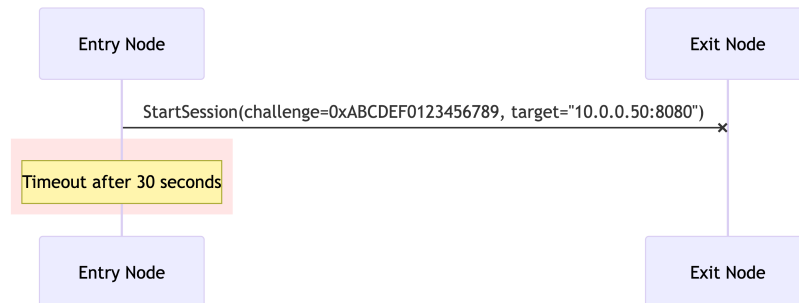 Entry Node
Exit Node
StartSession(challenge=0xABCDEF0123456789, target="10.0.0.50:8080")
Timeout after 30 seconds
Entry Node
Exit Node